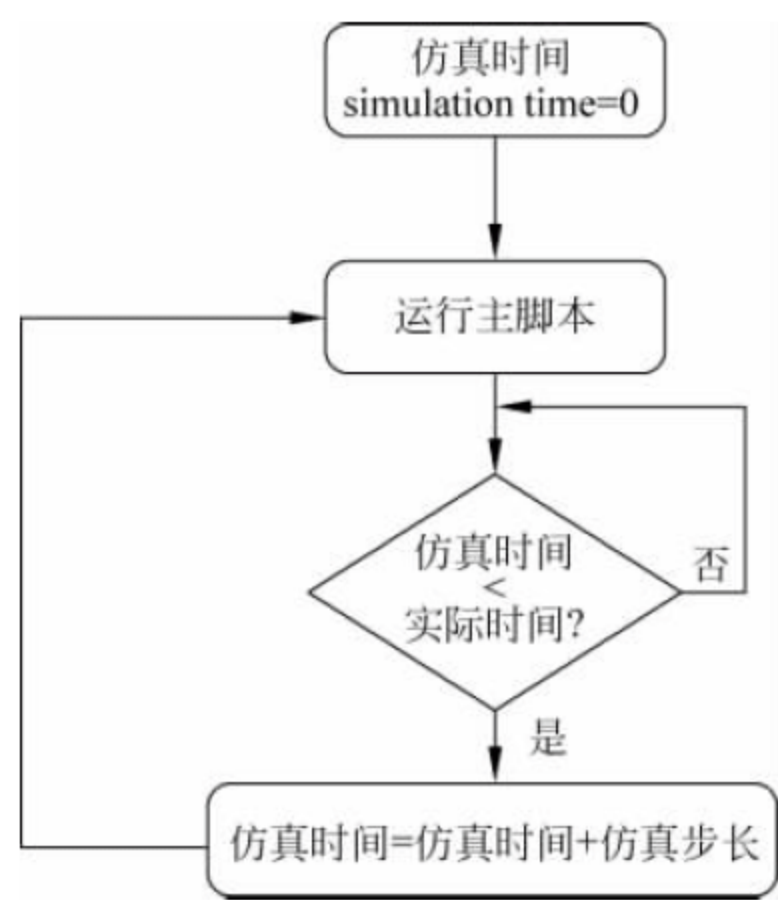 仿真时间
simulation time=0
运行主脚本
仿真时间
<
实际时间?
否
是
仿真时间=仿真时间+仿真步长